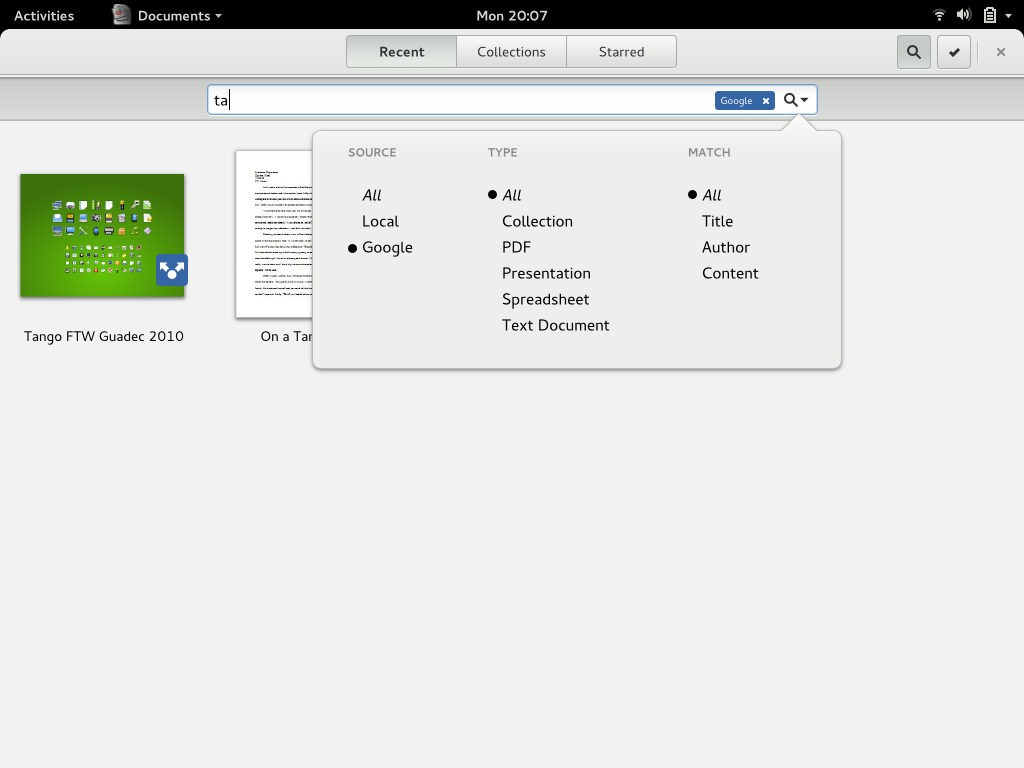 Activities Documents Mon 20:07
Recent Collections Starred
ta Google
SOURCE TYPE MATCH
All All All
Local Collection Title
Google PDF Author
Presentation Content
Spreadsheet
Text Document
Tango FTW Guadec 2010 On a